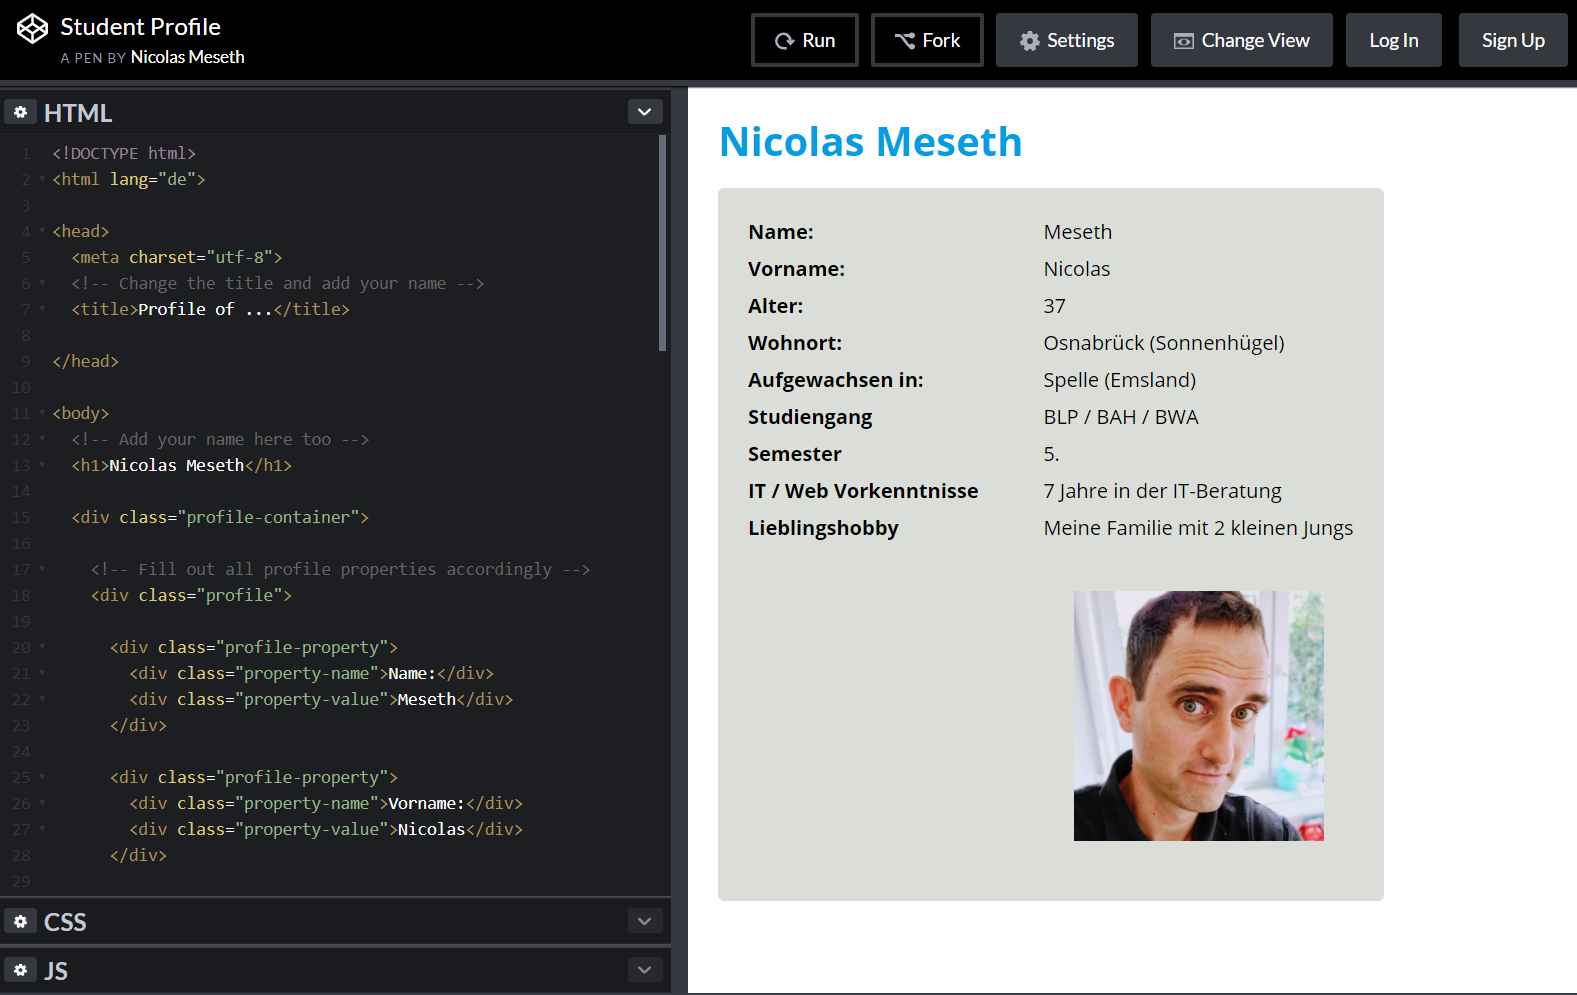 Student Profile
A PEN BY Nicolas Meseth
Run
Fork
Settings
Change View
Log In
Sign Up
HTML
1 <!DOCTYPE html>
2 <html lang="de">
3
4 <head>
5 <meta charset="utf-8">
6 <!-- Change the title and add your name -->
7 <title>Profile of ...</title>
8
9 </head>
10
11 <body>
12 <!-- Add your name here too -->
13 <h1>Nicolas Meseth</h1>
14
15 <div class="profile-container">
16
17 <!-- Fill out all profile properties accordingly -->
18 <div class="profile">
19
20 <div class="profile-property">
21 <div class="property-name">Name:</div>
22 <div class="property-value">Meseth</div>
23 </div>
24
25 <div class="profile-property">
26 <div class="property-name">Vorname:</div>
27 <div class="property-value">Nicolas</div>
28 </div>
29
CSS
JS
Nicolas Meseth
Name: Meseth
Vorname: Nicolas
Alter: 37
Wohnort: Osnabrück (Sonnenhügel)
Aufgewachsen in: Spelle (Emsland)
Studiengang BLP / BAH / BWA
Semester 5.
IT / Web Vorkenntnisse 7 Jahre in der IT-Beratung
Lieblingshobby Meine Familie mit 2 kleinen Jungs